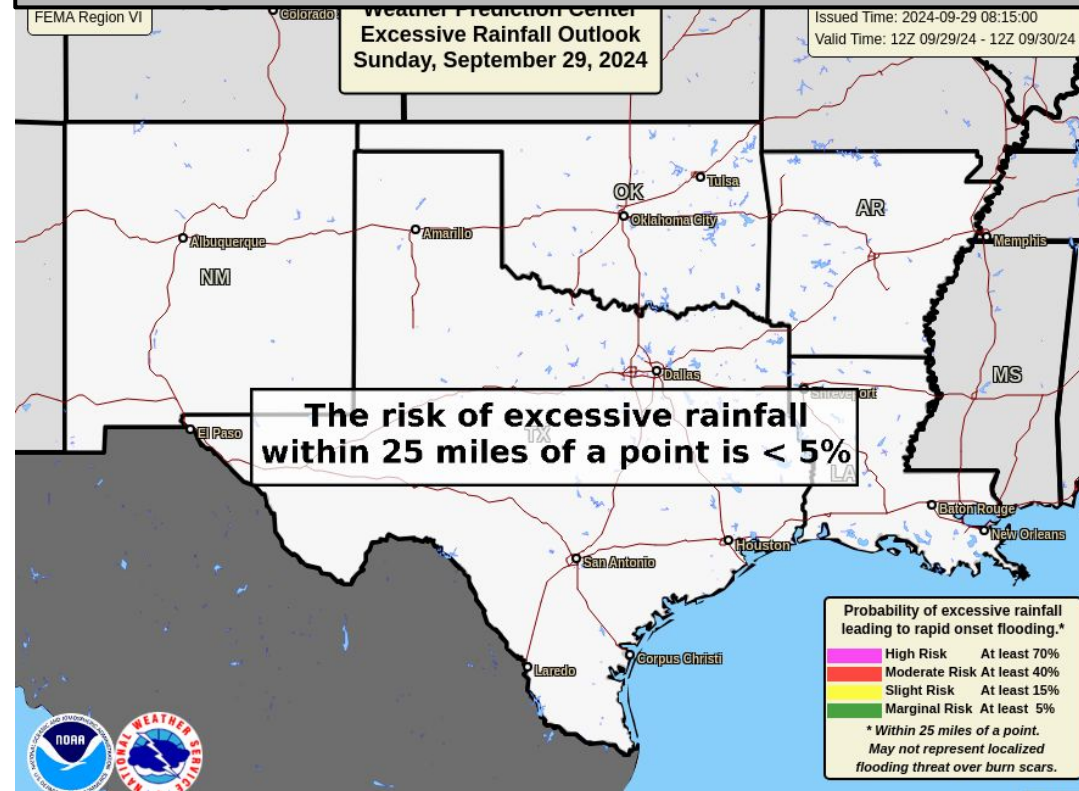 FEMA Region VI
Colorado
Weather Prediction Center
Excessive Rainfall Outlook
Sunday, September 29, 2024
Issued Time: 2024-09-29 08:15:00
Valid Time: 12Z 09/29/24 - 12Z 09/30/24
OK
Tulsa
Oklahoma City
AR
Albuquerque
Amarillo
Memphis
NM
Dallas
MS
Shreveport
The risk of excessive rainfall
within 25 miles of a point is < 5%
El Paso
TX
LA
Baton Rouge
New Orleans
Houston
San Antonio
Laredo
Corpus Christi
Probability of excessive rainfall
leading to rapid onset flooding.*
High Risk At least 70%
Moderate Risk At least 40%
Slight Risk At least 15%
Marginal Risk At least 5%
* Within 25 miles of a point.
May not represent localized
flooding threat over burn scars.
NOAA
NATIONAL WEATHER SERVICE